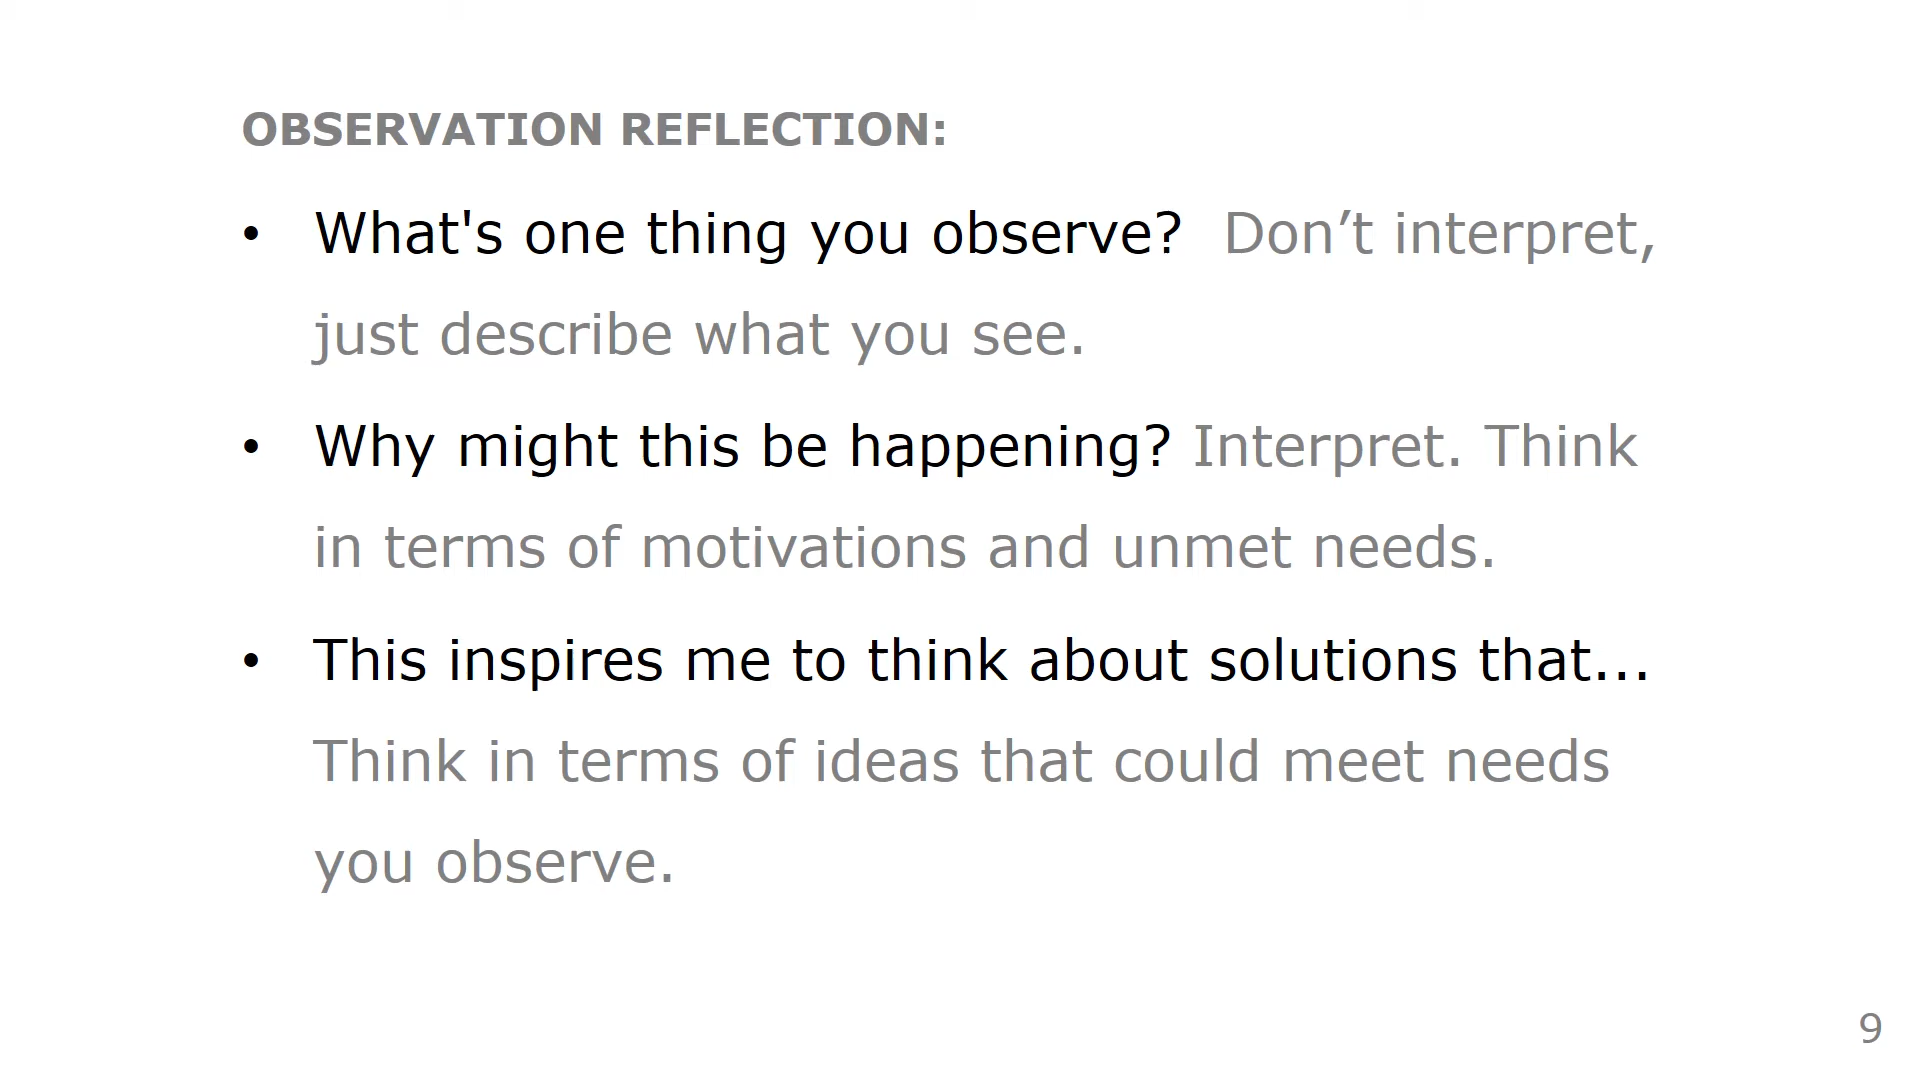 OBSERVATION REFLECTION:
• What's one thing you observe? Don’t interpret,
just describe what you see.
• Why might this be happening? Interpret. Think
in terms of motivations and unmet needs.
• This inspires me to think about solutions that...
Think in terms of ideas that could meet needs
you observe.
9